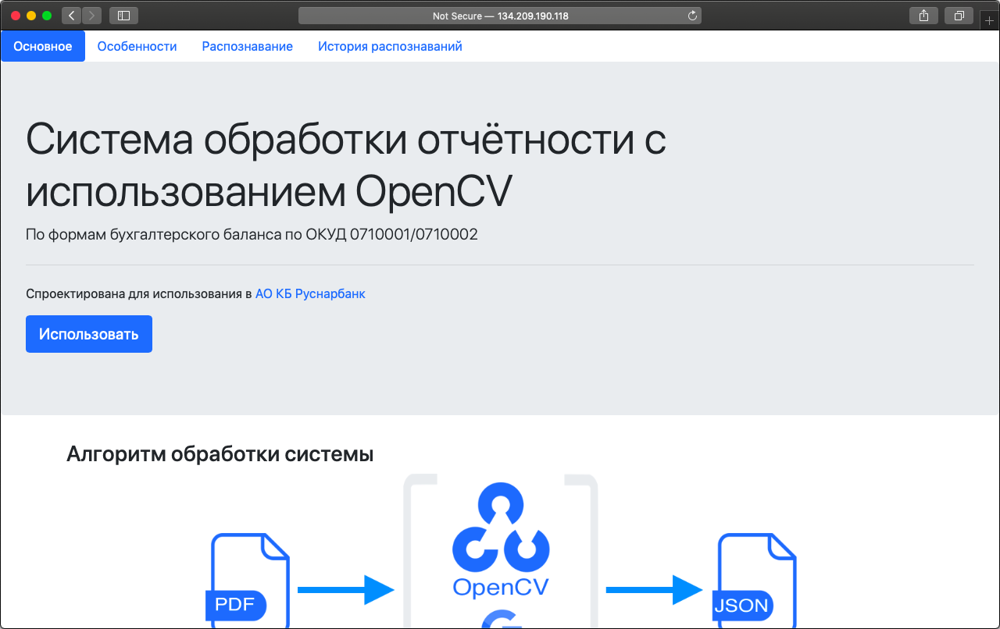 Not Secure — 134.209.190.118
Основное Особенности Распознавание История распознаваний
Система обработки отчётности с
использованием OpenCV
По формам бухгалтерского баланса по ОКУД 0710001/0710002
Спроектирована для использования в АО КБ Руснарбанк
Использовать
Алгоритм обработки системы
OpenCV
PDF
JSON